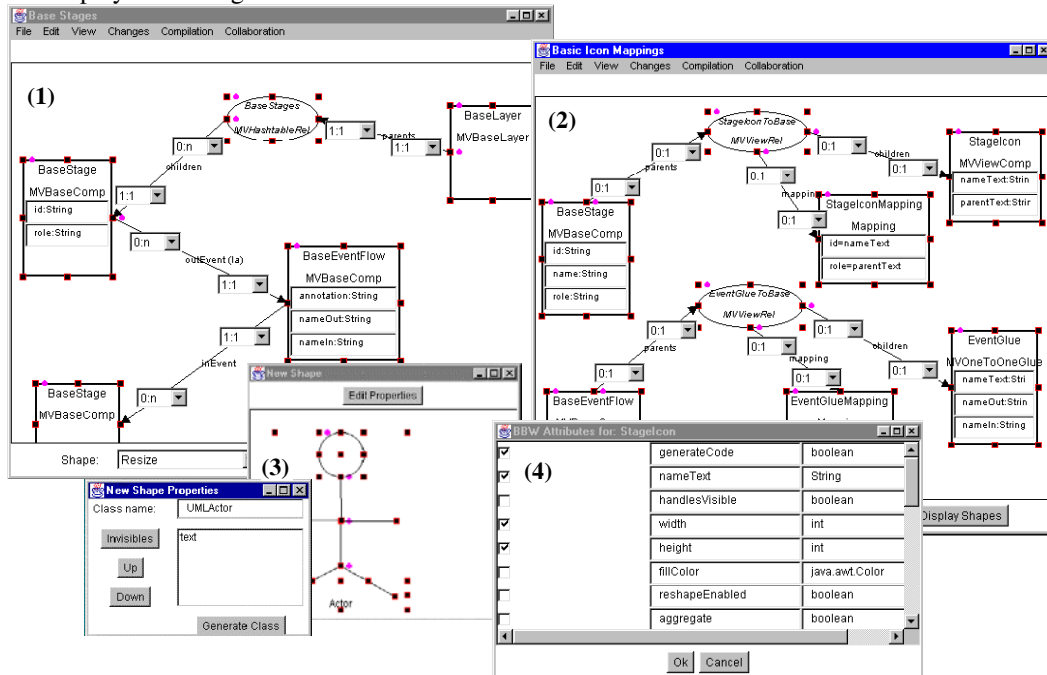 Base Stages
File Edit View Changes Compilation Collaboration
(1)
BaseStages
MVHashtableRel
1:1
parents
1:1
BaseLayer
MVBaseLayer
0:n
children
1:1
BaseStage
MVBaseComp
id:String
role:String
0:n
outEvent (la)
1:1
BaseEventFlow
MVBaseComp
annotation:String
nameOut:String
nameIn:String
1:1
inEvent
0:n
BaseStage
MVBaseComp
Shape: Resize
Basic Icon Mappings
File Edit View Changes Compilation Collaboration
(2)
StageIconToBase
MVViewRel
0:1
parents
0:1
0:1
children
0:1
StageIcon
MVViewComp
nameText:Strin
parentText:Strir
0:1
mapping
0:1
StageIconMapping
Mapping
id=nameText
role=parentText
BaseStage
MVBaseComp
id:String
name:String
role:String
EventGlueToBase
MVViewRel
0:1
parents
0:1
0:1
mapping
0:1
0:1
children
0:1
EventGlue
MVOneToOneGlue
nameText:Stri
nameOut:Strin
nameIn:String
BaseEventFlow
EventGlueMapping
Display Shapes
New Shape
Edit Properties
(3)
Actor
New Shape Properties
Class name: UMLActor
Invisibles
text
Up
Down
Generate Class
BBW Attributes for: StageIcon
(4)
generateCode boolean
nameText String
handlesVisible boolean
width int
height int
fillColor java.awt.Color
reshapeEnabled boolean
aggregate boolean
Ok Cancel